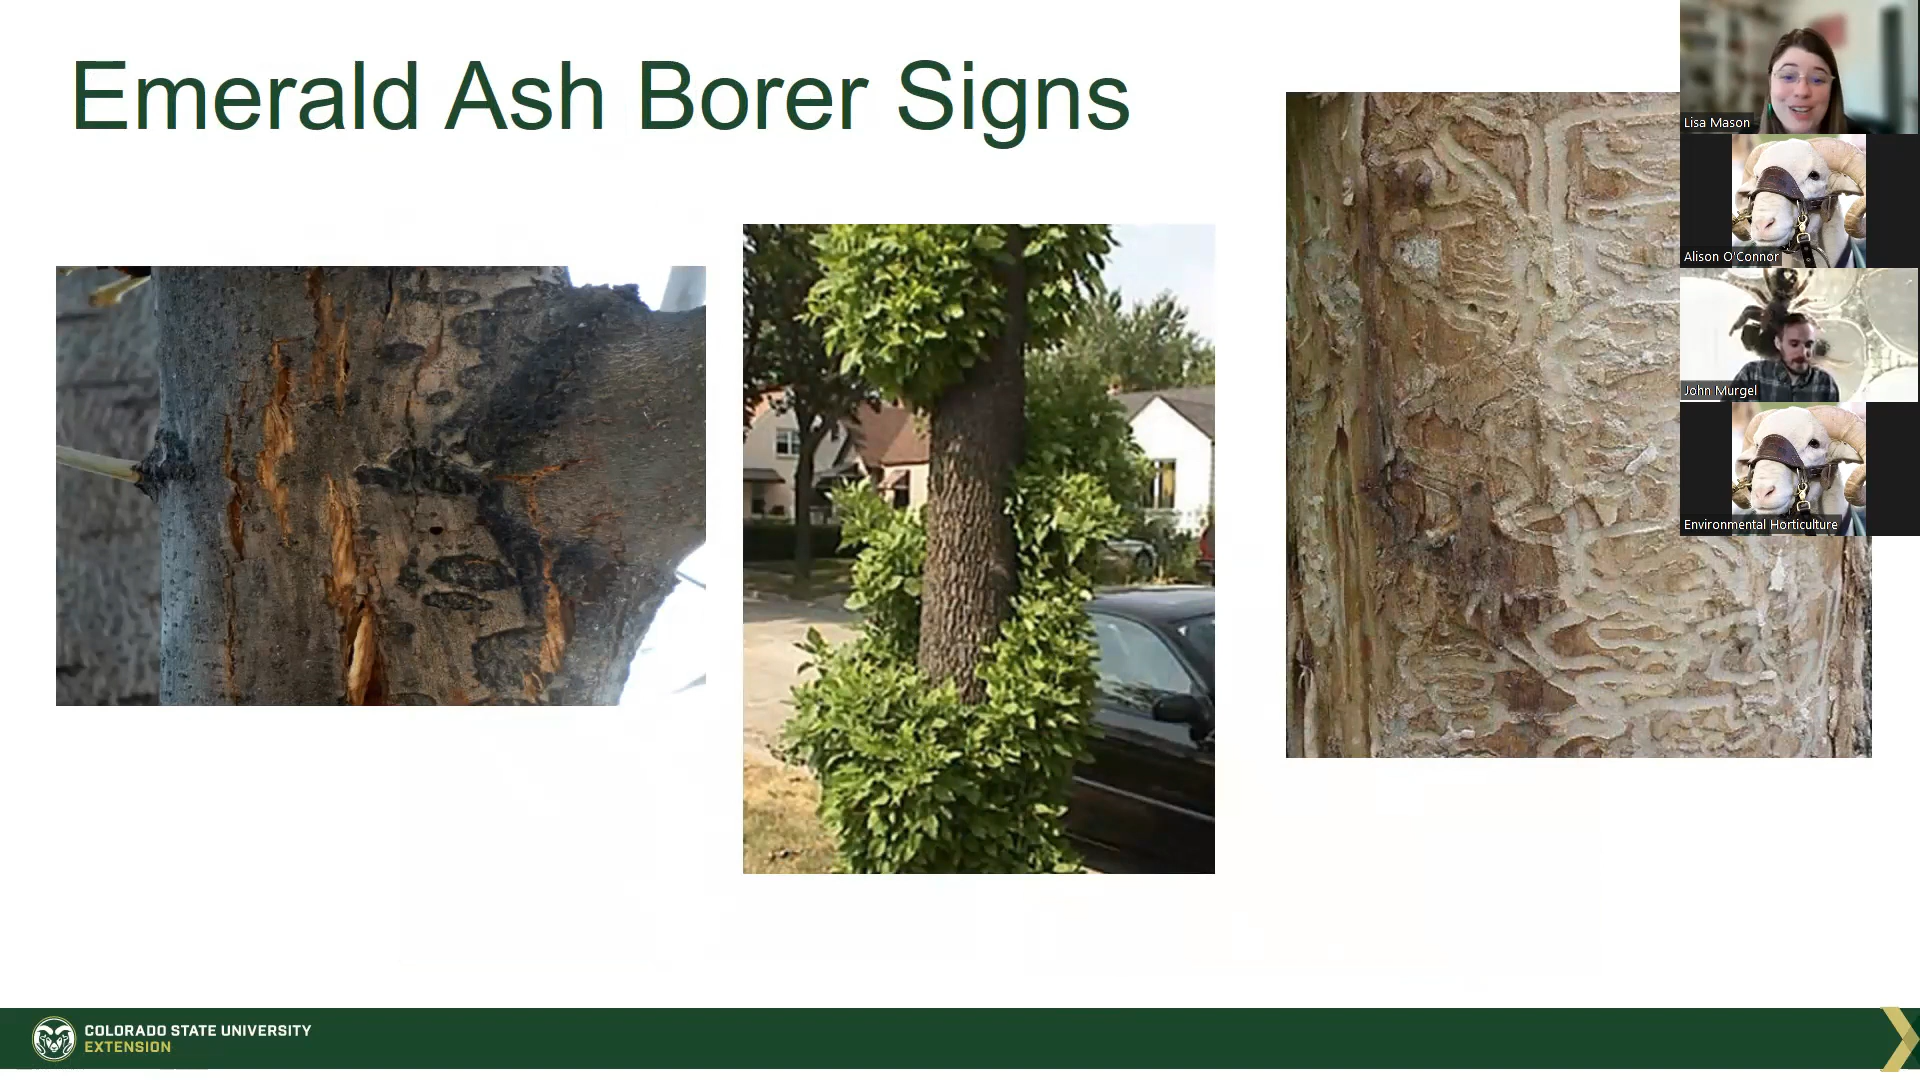 Emerald Ash Borer Signs
Lisa Mason
Alison O'Connor
John Murgel
Environmental Horticulture
COLORADO STATE UNIVERSITY
EXTENSION